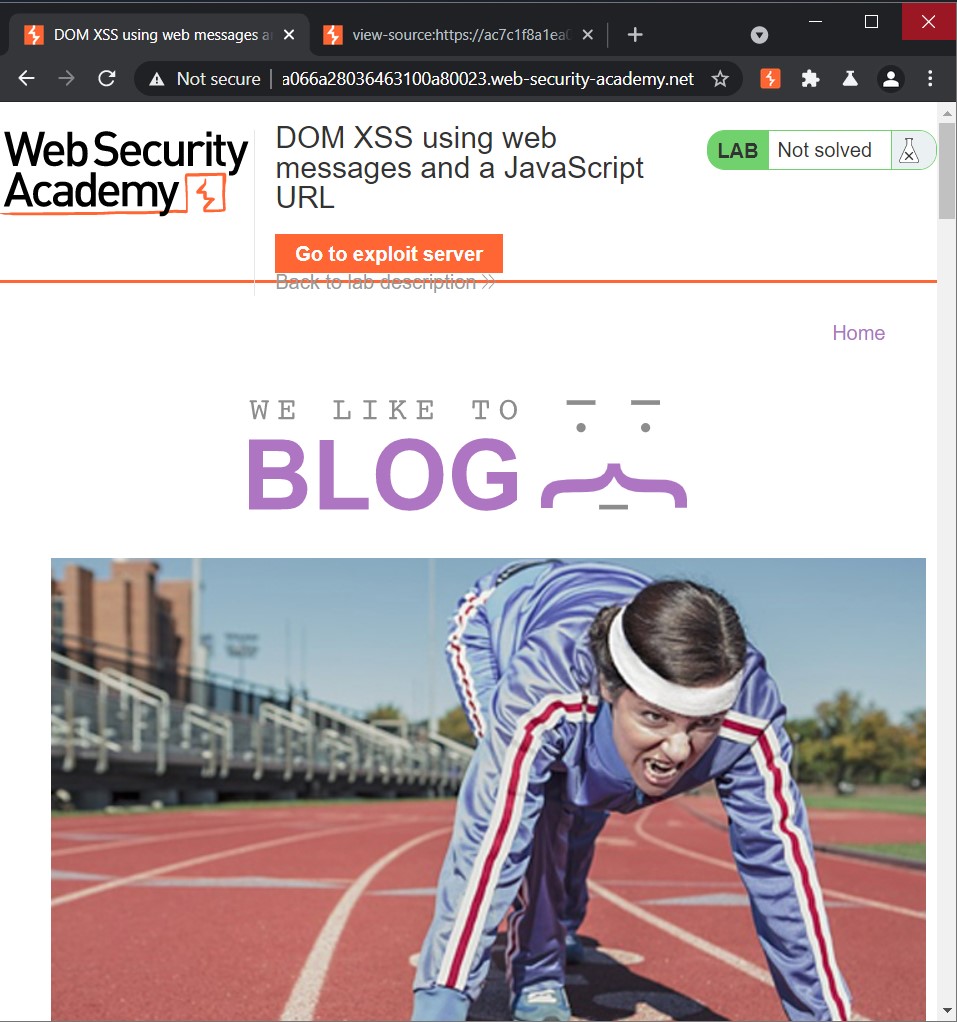 DOM XSS using web messages a
view-source:https://ac7c1f8a1ea0
Not secure
a066a28036463100a80023.web-security-academy.net
Web Security
Academy
DOM XSS using web
messages and a JavaScript
URL
LAB
Not solved
Go to exploit server
Back to lab description
Home
WE LIKE TO
BLOG